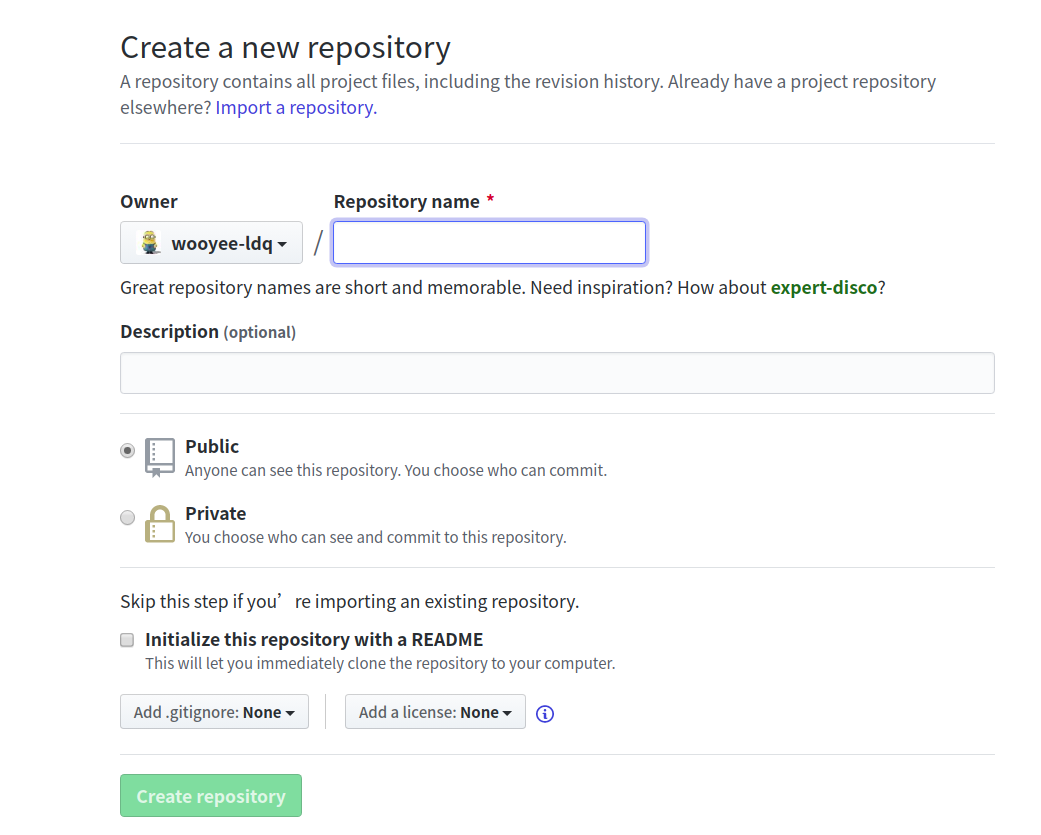 Create a new repository
A repository contains all project files, including the revision history. Already have a project repository
elsewhere? Import a repository.
Owner
Repository name *
wooyee-ldq
/
Great repository names are short and memorable. Need inspiration? How about expert-disco?
Description (optional)
Public
Anyone can see this repository. You choose who can commit.
Private
You choose who can see and commit to this repository.
Skip this step if you’re importing an existing repository.
Initialize this repository with a README
This will let you immediately clone the repository to your computer.
Add .gitignore: None
Add a license: None
Create repository